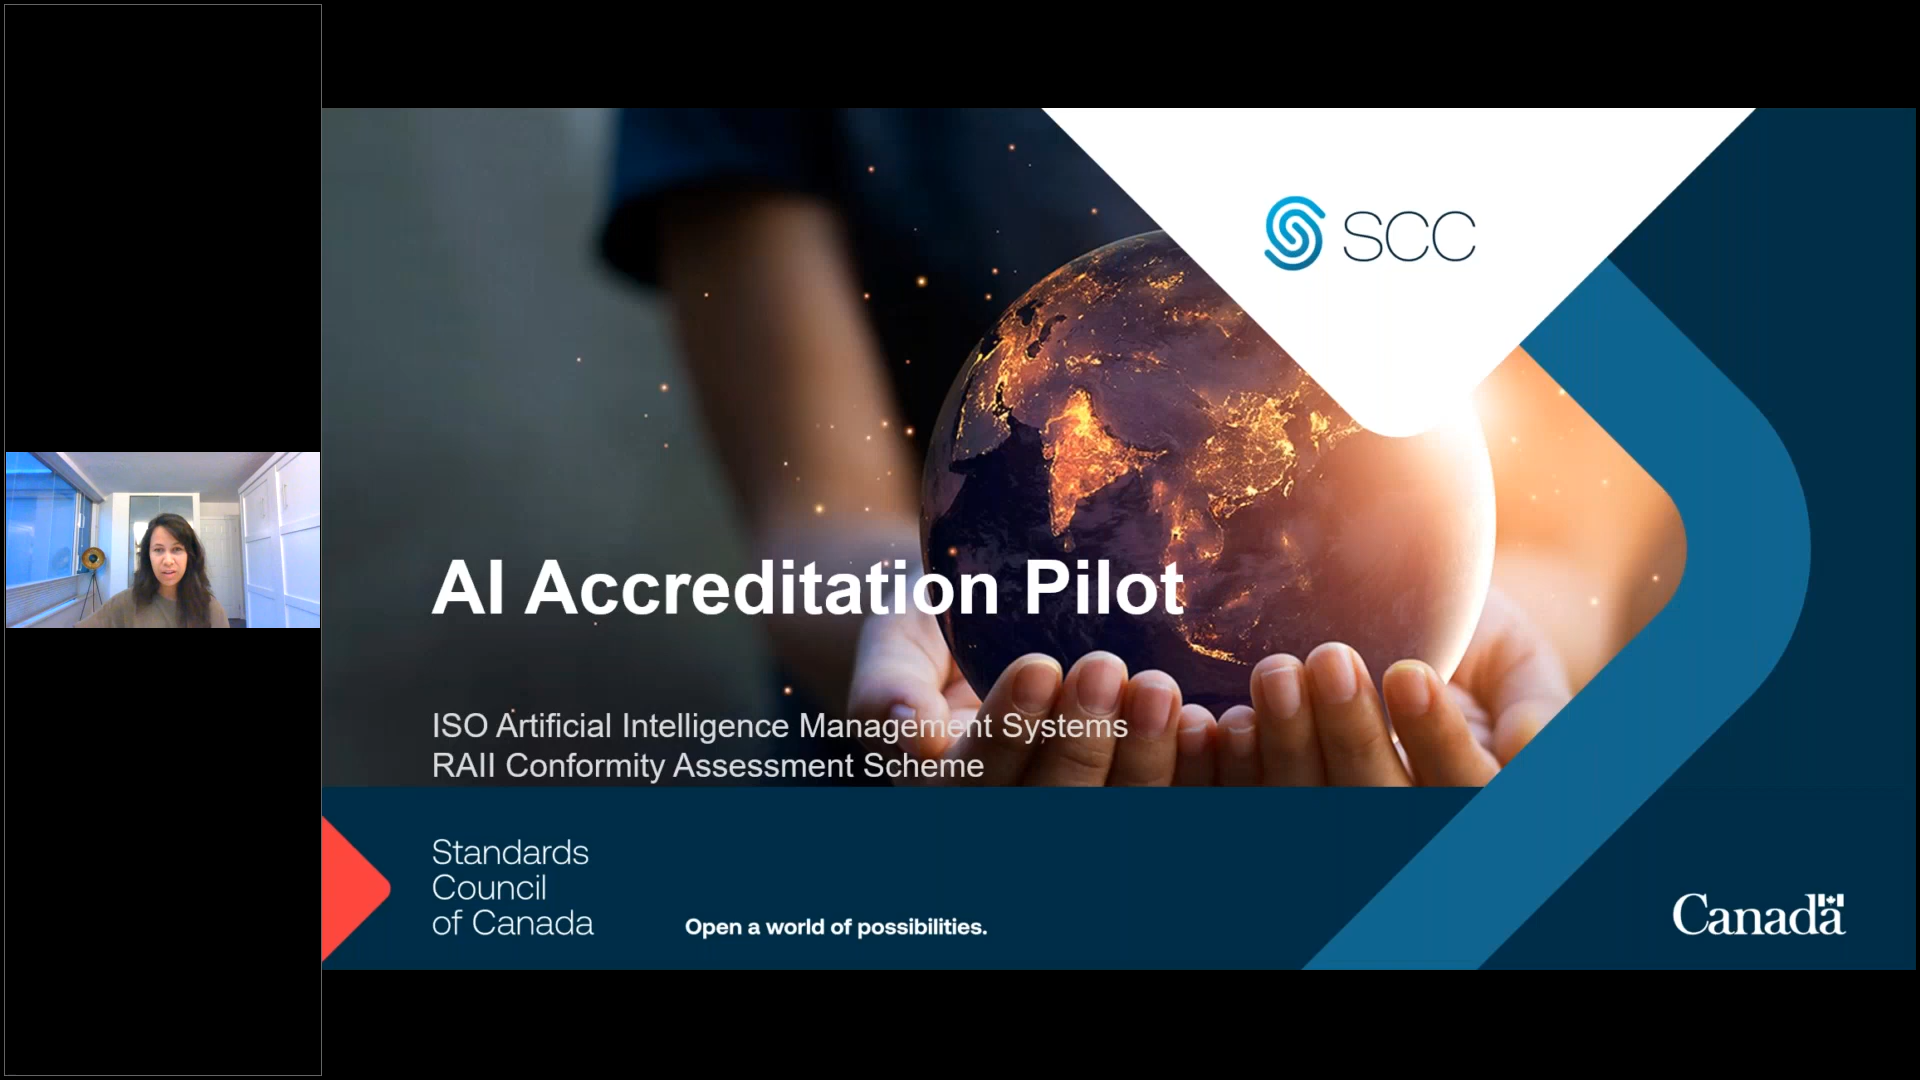 SCC
AI Accreditation Pilot
ISO Artificial Intelligence Management Systems
RAII Conformity Assessment Scheme
Standards
Council
of Canada
Open a world of possibilities.
Canada